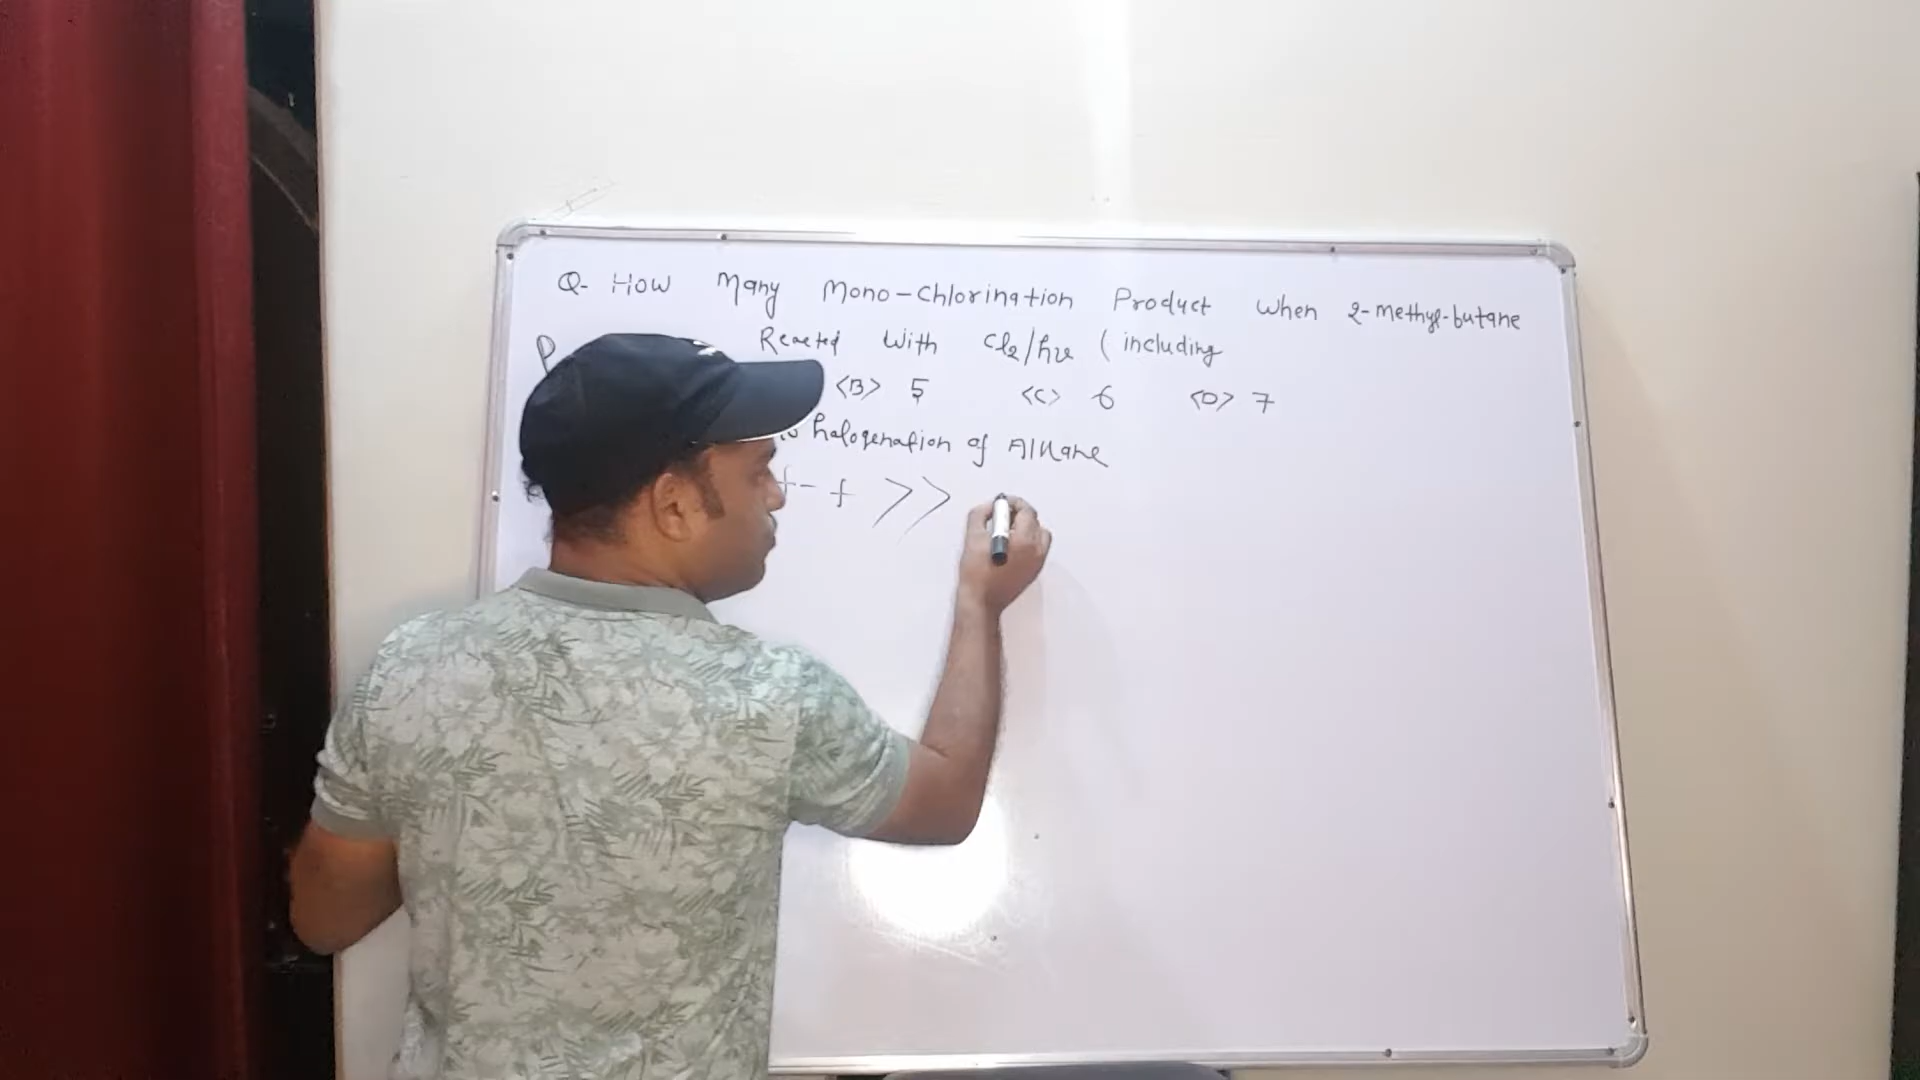 Q- How Many Mono-Chlorination Product When 2-Methyl-butane
P Reacted With Cl2/hν (including
<B> 5 <C> 6 <D> 7
halogenation of Alkane
f >>